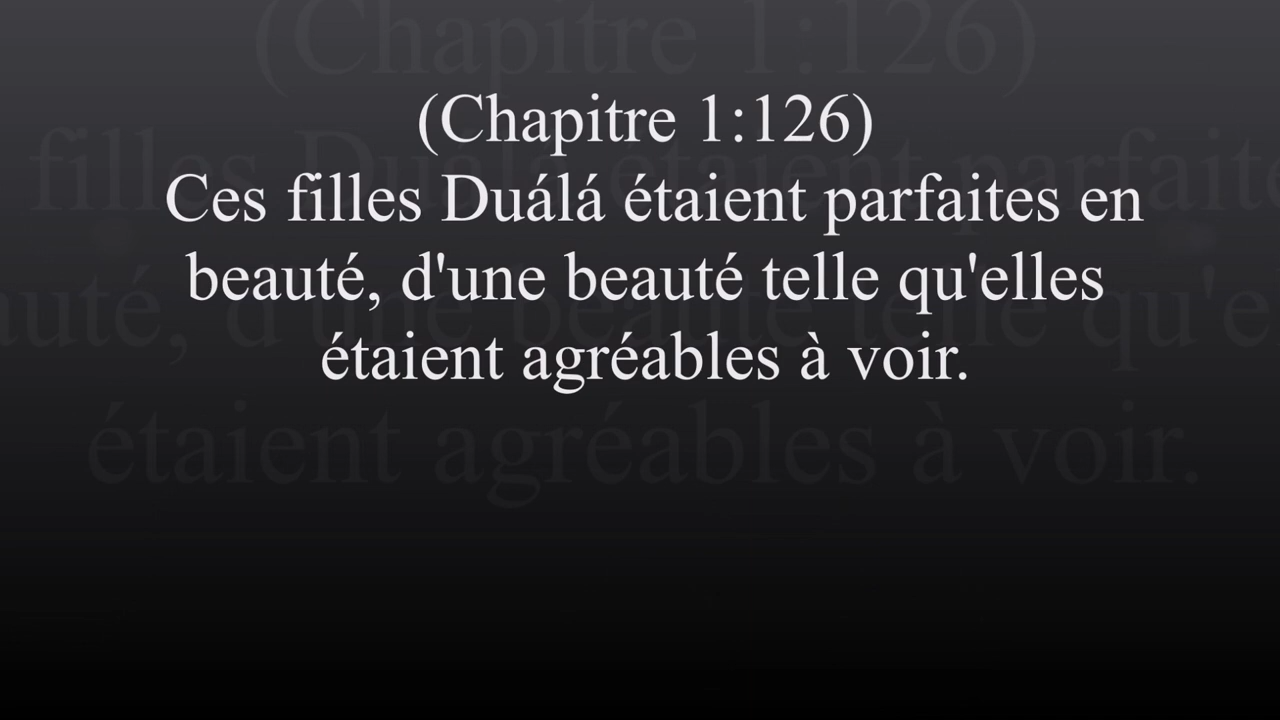 (Chapitre 1:126)
Ces filles Duálá étaient parfaites en
beauté, d'une beauté telle qu'elles
étaient agréables à voir.